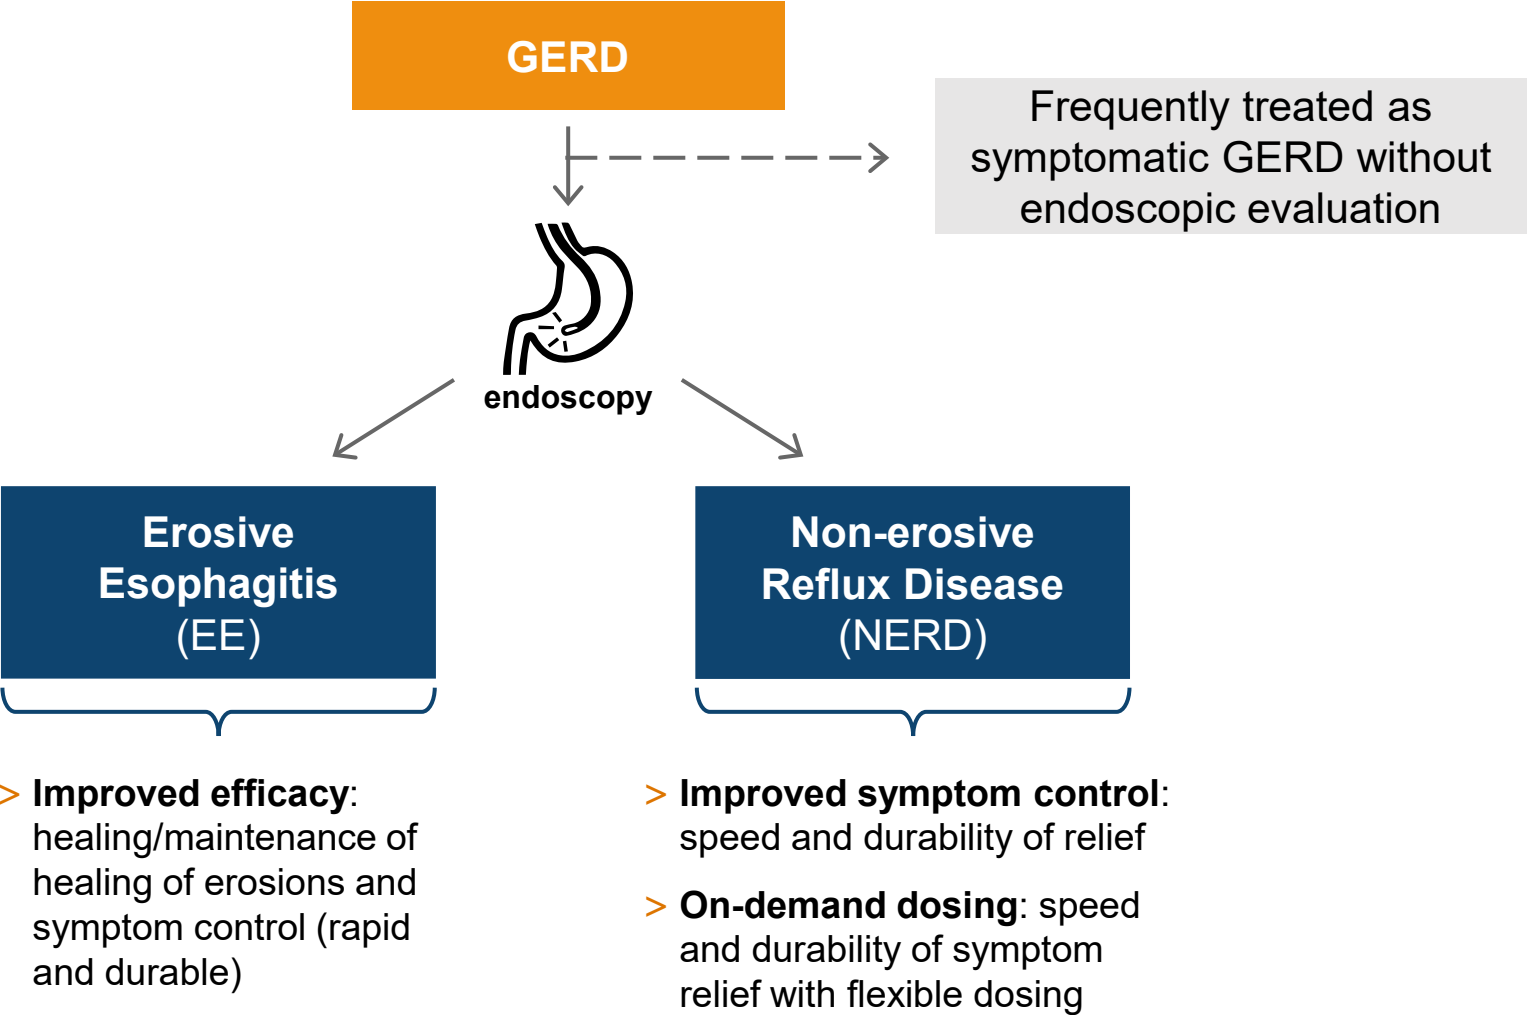 GERD
Frequently treated as
symptomatic GERD without
endoscopic evaluation
endoscopy
Erosive
Esophagitis
(EE)
Non-erosive
Reflux Disease
(NERD)
> Improved efficacy:
healing/maintenance of
healing of erosions and
symptom control (rapid
and durable)
> Improved symptom control:
speed and durability of relief
> On-demand dosing: speed
and durability of symptom
relief with flexible dosing